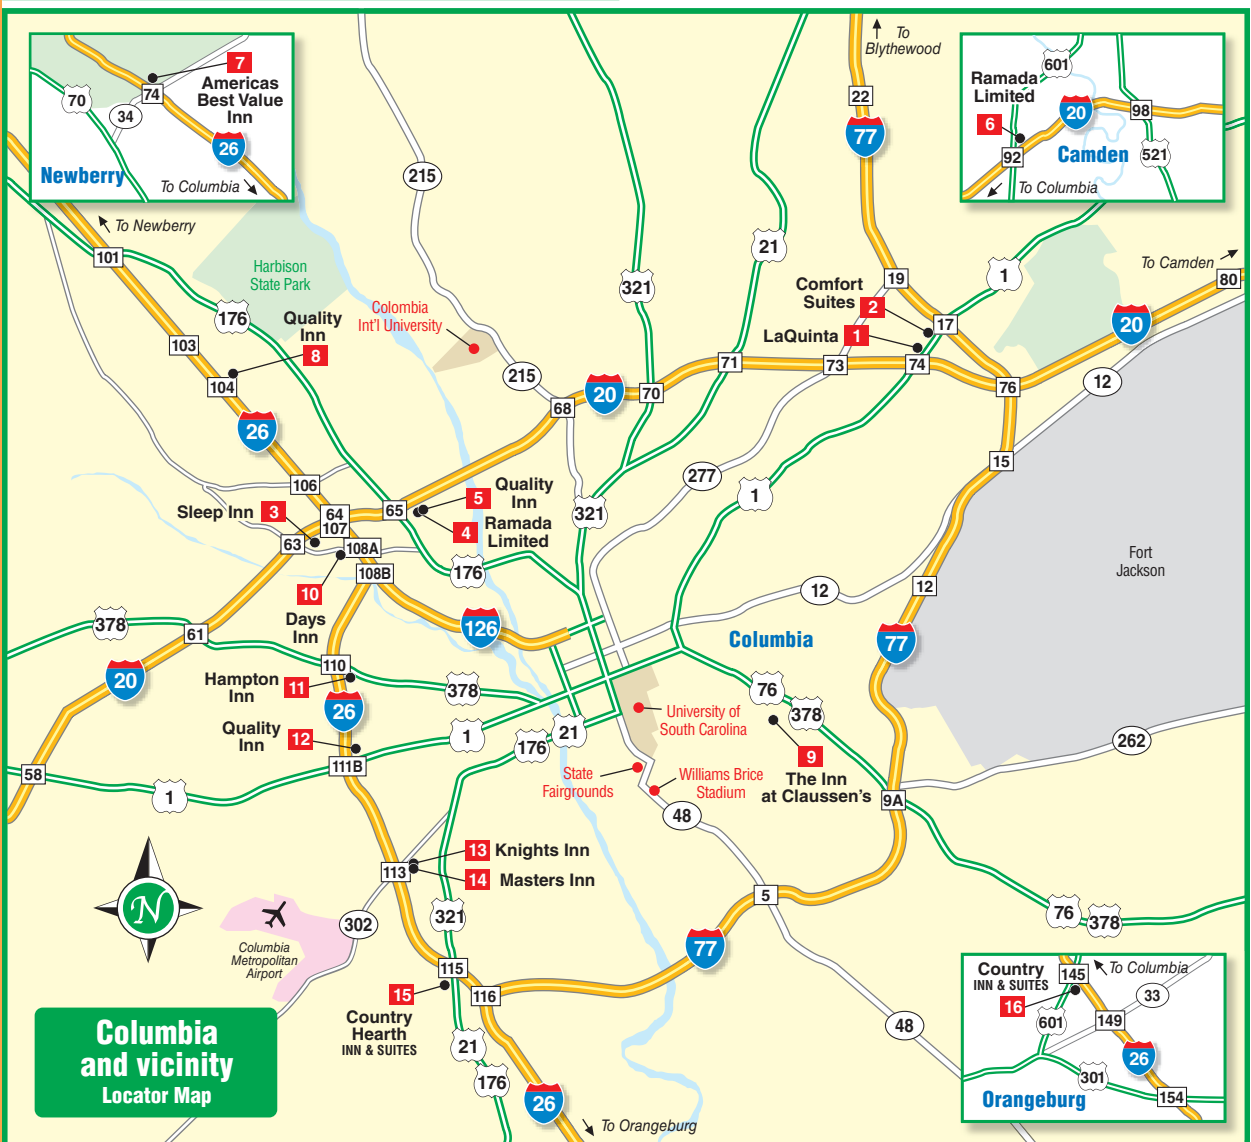 To
Blythewood
22
77
7
Americas
Best Value
Inn
74
70
34
26
Newberry
To Columbia
Ramada
Limited
6
601
20
98
92
Camden
521
To Columbia
215
To Newberry
101
Harbison
State Park
176
Quality
Inn
8
103
104
26
Colombia
Int'l University
215
321
21
19
Comfort
Suites
2
17
LaQuinta
1
1
To Camden
80
20
71
73
74
76
12
20
70
68
15
277
1
321
106
Sleep Inn
3
64
107
65
5
Quality
Inn
4
Ramada
Limited
63
108A
108B
176
10
Days
Inn
12
12
Fort
Jackson
378
61
126
Columbia
77
20
110
Hampton
Inn
11
378
26
76
378
University of
South Carolina
Quality
Inn
12
1
176
21
9
The Inn
at Claussen's
262
111B
58
1
State
Fairgrounds
Williams Brice
Stadium
48
9A
13
Knights Inn
14
Masters Inn
113
5
N
302
321
76
378
Columbia
Metropolitan
Airport
77
115
15
116
Country
Hearth
INN & SUITES
21
176
48
26
To Orangeburg
Country
INN & SUITES
16
145
To Columbia
33
601
149
26
301
154
Orangeburg
Columbia
and vicinity
Locator Map